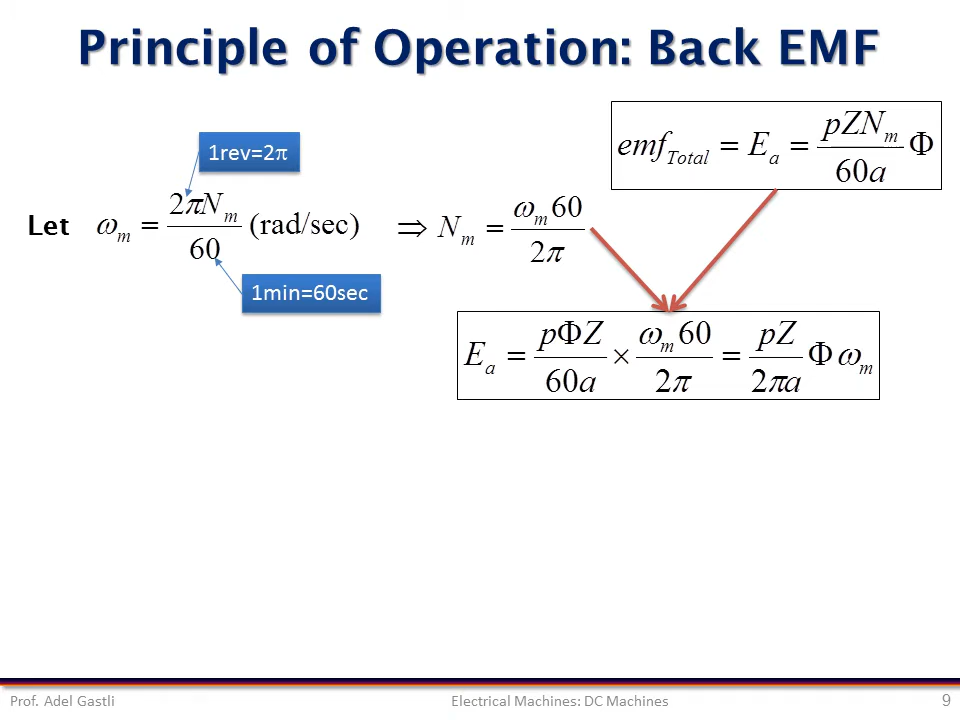 Principle of Operation: Back EMF
emf_Total = E_a = pZN_m / 60a Φ
1rev=2π
Let ω_m = 2πN_m / 60 (rad/sec) ⇒ N_m = ω_m 60 / 2π
1min=60sec
E_a = pΦZ / 60a × ω_m 60 / 2π = pZ / 2πa Φ ω_m
Prof. Adel Gastli Electrical Machines: DC Machines 9